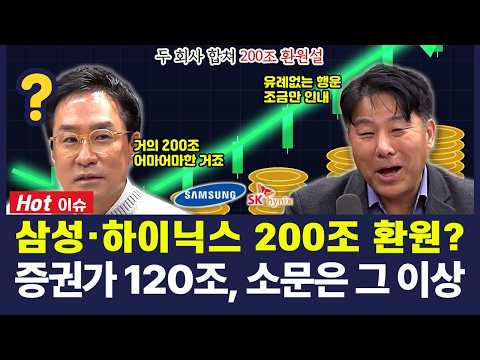 두 회사 합쳐 200조 환원설
?
유례없는 행운
조금만 인내
거의 200조
어마어마한 거죠
SAMSUNG
SK hynix
Hot 이슈
삼성·하이닉스 200조 환원?
증권가 120조, 소문은 그 이상